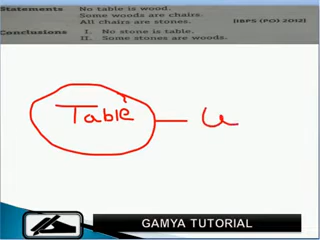 Statements No table is wood.
Some woods are chairs.
All chairs are stones. [IBPS (PO) 2012]
Conclusions I. No stone is table.
II. Some stones are woods.
Table
GAMYA TUTORIAL